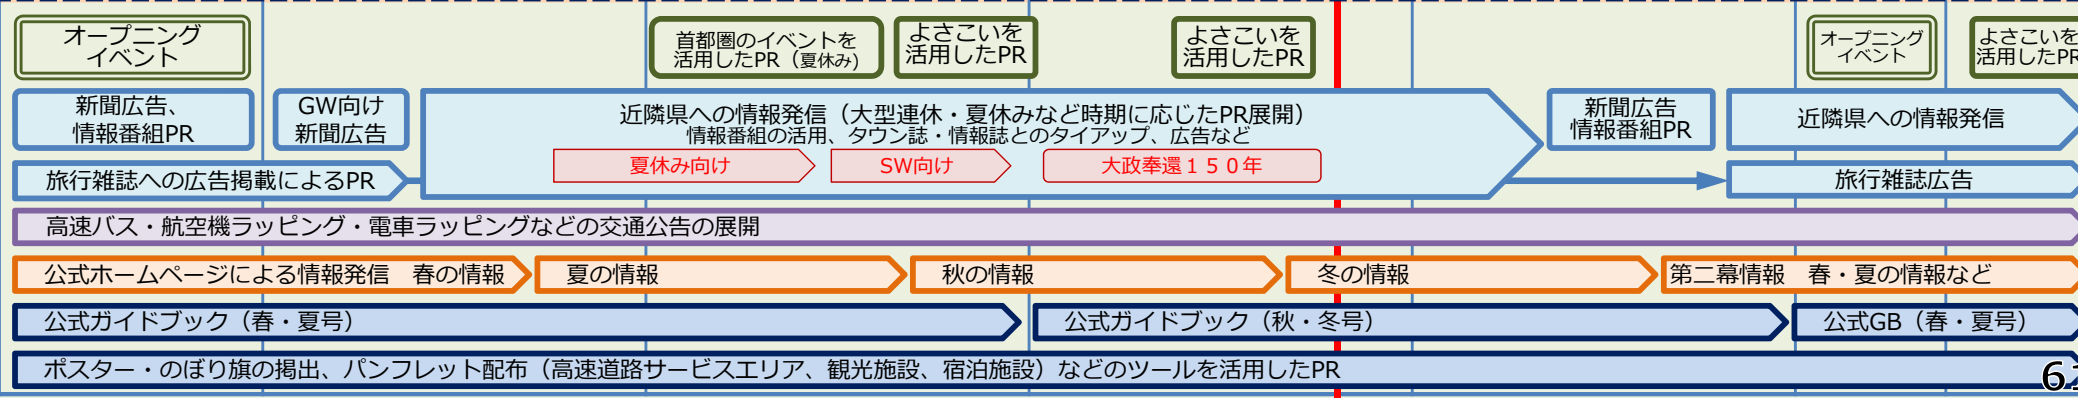 オープニング
イベント
首都圏のイベントを
活用したPR（夏休み)
よさこいを
活用したPR
よさこいを
活用したPR
オープニング
イベント
よさこいを
活用したPR
新聞広告、
情報番組PR
GW向け
新聞広告
近隣県への情報発信（大型連休・夏休みなど時期に応じたPR展開）
情報番組の活用、タウン誌・情報誌とのタイアップ、広告など
夏休み向け
SW向け
大政奉還１５０年
新聞広告
情報番組PR
近隣県への情報発信
旅行雑誌への広告掲載によるPR
旅行雑誌広告
高速バス・航空機ラッピング・電車ラッピングなどの交通公告の展開
公式ホームページによる情報発信　春の情報
夏の情報
秋の情報
冬の情報
第二幕情報　春・夏の情報など
公式ガイドブック（春・夏号）
公式ガイドブック（秋・冬号）
公式GB（春・夏号）
ポスター・のぼり旗の掲出、パンフレット配布（高速道路サービスエリア、観光施設、宿泊施設）などのツールを活用したPR
61